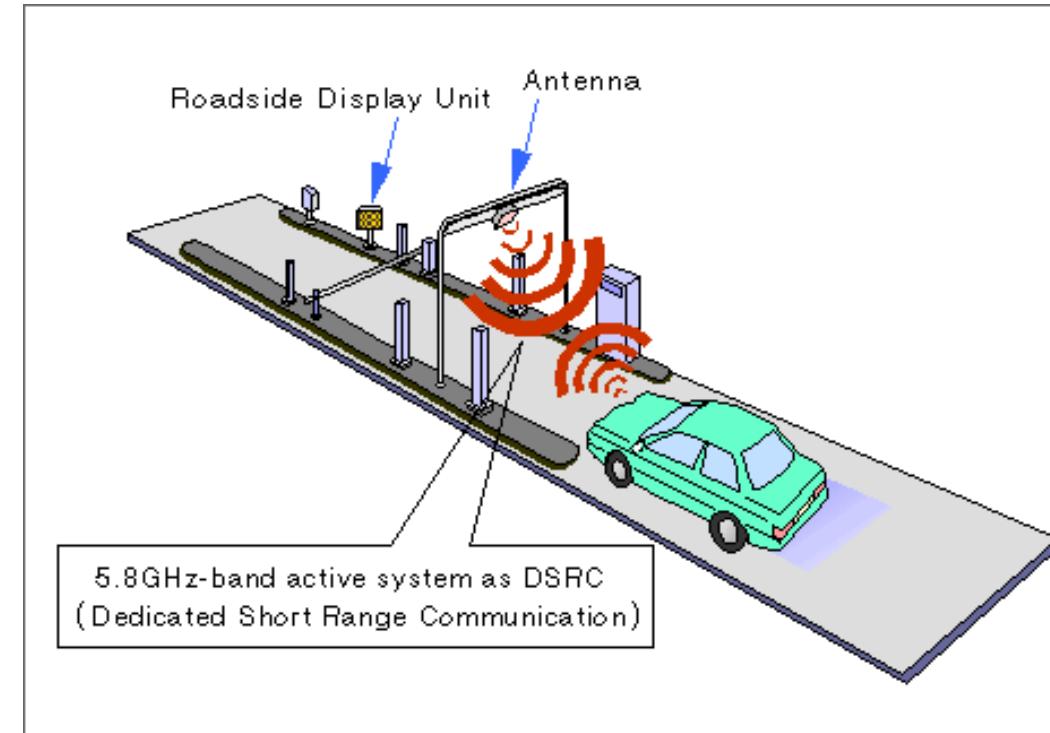 Roadside Display Unit
Antenna
5.8GHz-band active system as DSRC
(Dedicated Short Range Communication)